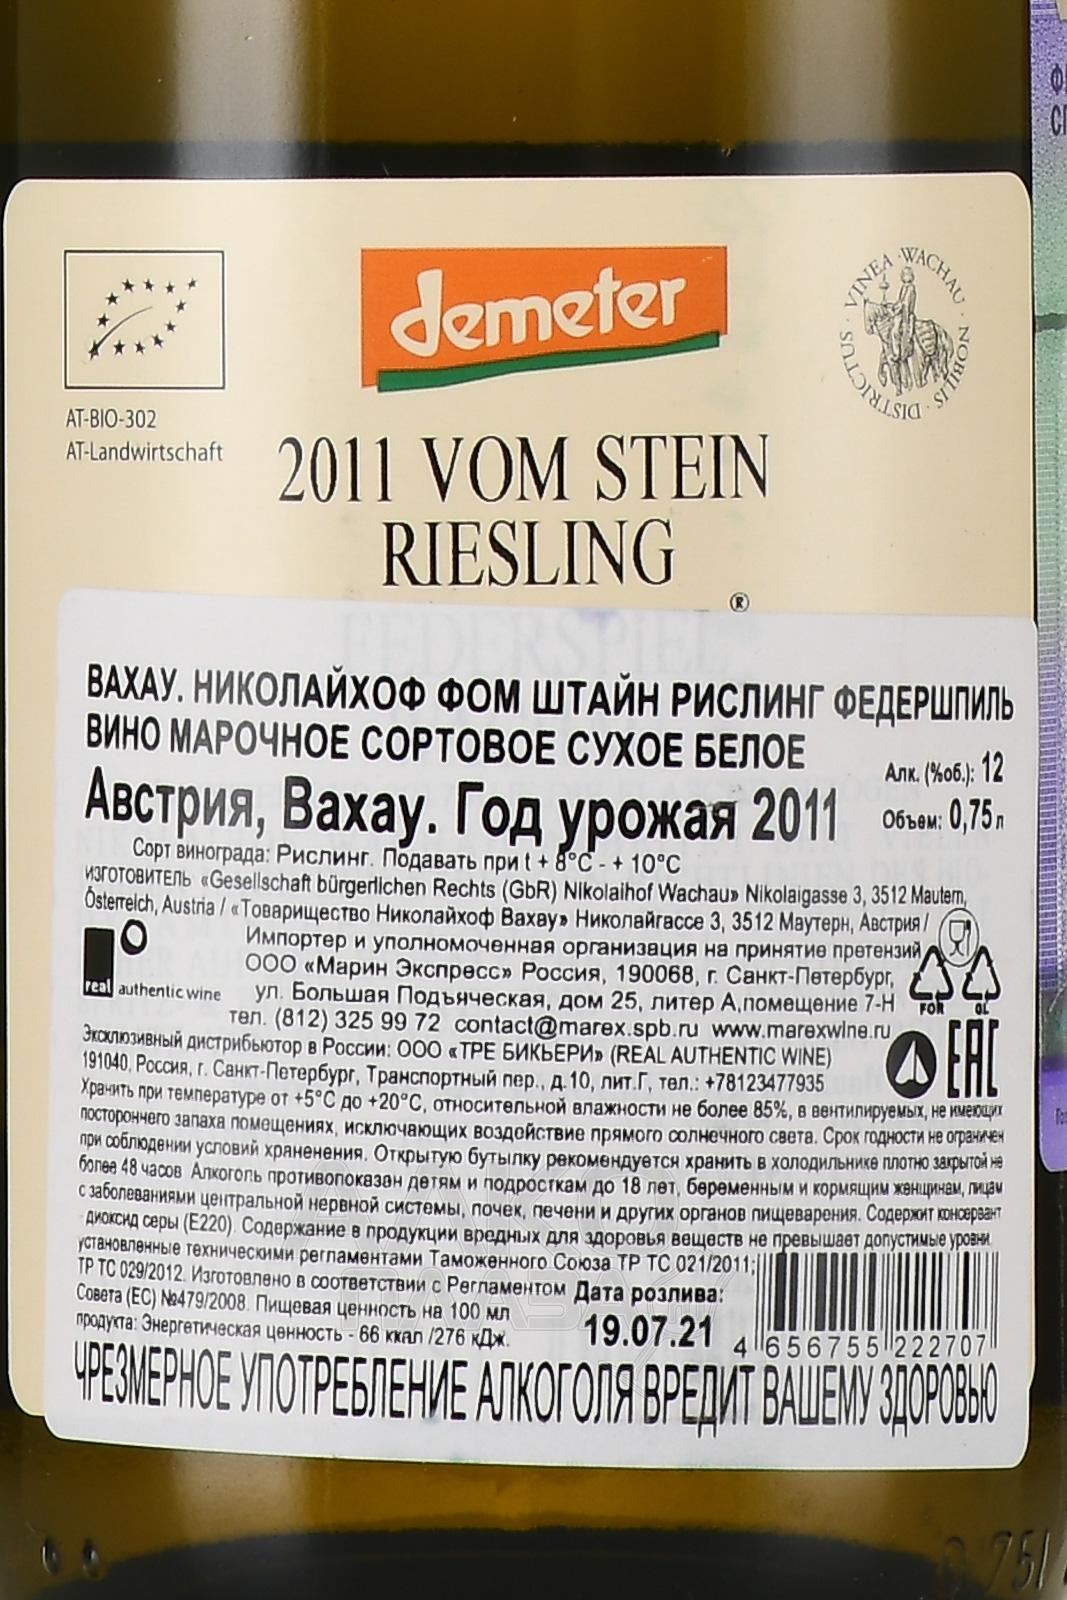 demeter
VINEA · WACHAU · NOBILIS · DISTRICTUS ·
AT-BIO-302
AT-Landwirtschaft
2011 VOM STEIN
RIESLING
®
FEDERSPIEL
ВАХАУ. НИКОЛАЙХОФ ФОМ ШТАЙН РИСЛИНГ ФЕДЕРШПИЛЬ
ВИНО МАРОЧНОЕ СОРТОВОЕ СУХОЕ БЕЛОЕ
Алк. (%об.): 12
Австрия, Вахау. Год урожая 2011
Объем: 0,75 л
Сорт винограда: Рислинг. Подавать при t + 8°C - + 10°C
изготовитель «Gesellschaft bürgerlichen Rechts (GbR) Nikolaihof Wachau» Nikolaigasse 3, 3512 Mautern,
Österreich, Austria / «Товарищество Николайхоф Вахау» Николайгассе 3, 3512 Маутерн, Австрия /
Импортер и уполномоченная организация на принятие претензий
ООО «Марин Экспресс» Россия, 190068, г. Санкт-Петербург,
ул. Большая Подъяческая, дом 25, литер А,помещение 7-Н
тел. (812) 325 99 72 contact@marex.spb.ru www.marexwine.ru
real authentic wine
FOR
GL
EAC
Эксклюзивный дистрибьютор в России: ООО «ТРЕ БИКЬЕРИ» (REAL AUTHENTIC WINE)
191040, Россия, г. Санкт-Петербург, Транспортный пер., д.10, лит.Г, тел.: +78123477935
Хранить при температуре от +5°C до +20°C, относительной влажности не более 85%, в вентилируемых, не имеющих
постороннего запаха помещениях, исключающих воздействие прямого солнечного света. Срок годности не ограничен
при соблюдении условий храненения. Открытую бутылку рекомендуется хранить в холодильнике плотно закрытой не
более 48 часов Алкоголь противопоказан детям и подросткам до 18 лет, беременным и кормящим женщинам, лицам
с заболеваниями центральной нервной системы, почек, печени и других органов пищеварения. Содержит консервант
диоксид серы (Е220). Содержание в продукции вредных для здоровья веществ не превышает допустимые уровни,
установленные техническими регламентами Таможенного Союза ТР ТС 021/2011;
ТР ТС 029/2012. Изготовлено в соответствии с Регламентом
Совета (ЕС) №479/2008. Пищевая ценность на 100 мл
продукта: Энергетическая ценность - 66 ккал /276 кДж.
Дата розлива:
19.07.21
4 656755 222707
ЧРЕЗМЕРНОЕ УПОТРЕБЛЕНИЕ АЛКОГОЛЯ ВРЕДИТ ВАШЕМУ ЗДОРОВЬЮ